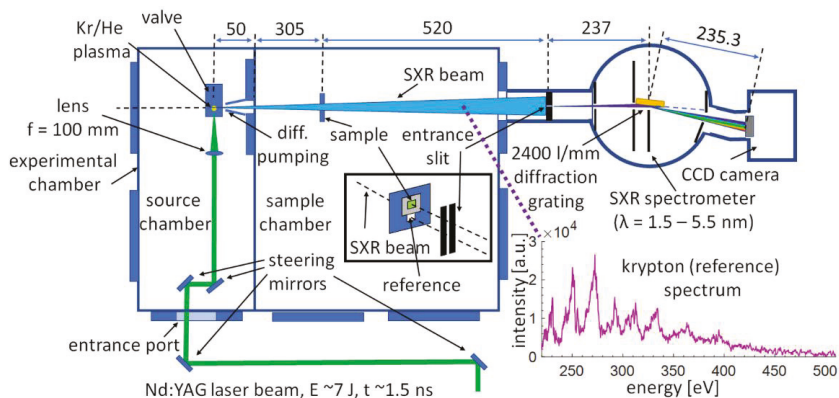 50
305
520
237
235.3
Kr/He
plasma
valve
lens
f = 100 mm
experimental
chamber
diff.
pumping
sample
SXR
beam
entrance
slit
2400 l/mm
diffraction
grating
CCD camera
SXR spectrometer
(λ = 1.5 – 5.5 nm)
source
chamber
sample
chamber
SXR beam
reference
steering
mirrors
entrance port
Nd:YAG laser beam, E ~7 J, t ~1.5 ns
×10⁴
krypton (reference)
spectrum
intensity [a.u.]
3
2
1
0
250
300
350
400
450
500
energy [eV]